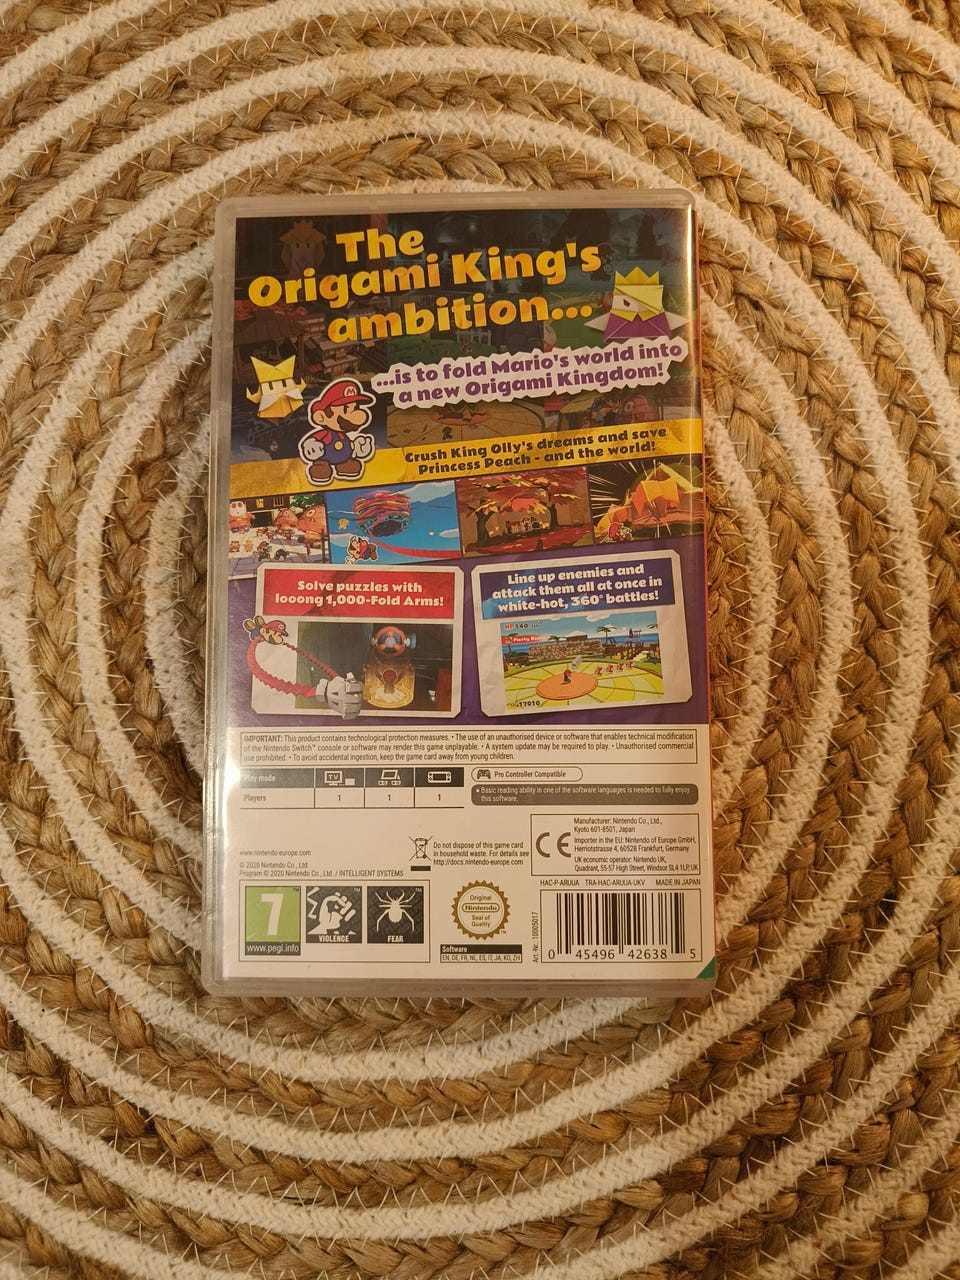 The
Origami King's
ambition...
...is to fold Mario's world into
a new Origami Kingdom!
Crush King Olly's dreams and save
Princess Peach - and the world!
Solve puzzles with
looong 1,000-Fold Arms!
Line up enemies and
attack them all at once in
white-hot, 360° battles!
IMPORTANT: This product contains technological protection measures. • The use of an unauthorised device or software that enables technical modification
of the Nintendo Switch™ console or software may render this game unplayable. • A system update may be required to play. • Unauthorised commercial
use prohibited. • To avoid accidental ingestion, keep the game card away from young children.
Play mode
TV
Players
1
1
1
Pro Controller Compatible
• Basic reading ability in one of the software languages is needed to fully enjoy
this software.
www.nintendo-europe.com
© 2020 Nintendo Co., Ltd.
Program © 2020 Nintendo Co., Ltd. / INTELLIGENT SYSTEMS
Do not dispose of this game card
in household waste. For details see
http://docs.nintendo-europe.com
CE
Manufacturer: Nintendo Co., Ltd.,
Kyoto 601-8501, Japan
Importer in the EU: Nintendo of Europe GmbH,
Herriotstrasse 4, 60528 Frankfurt, Germany
UK economic operator: Nintendo UK,
Quadrant, 55-57 High Street, Windsor SL4 1LP, UK
HAC-P-ARUUA TRA-HAC-ARUUA-UKV MADE IN JAPAN
7
www.pegi.info
VIOLENCE
FEAR
Original
Nintendo
Seal of
Quality
Software
EN, DE, FR, NL, ES, IT, JA, KO, ZH
Art.-Nr.: 10005017
0 45496 42638 5